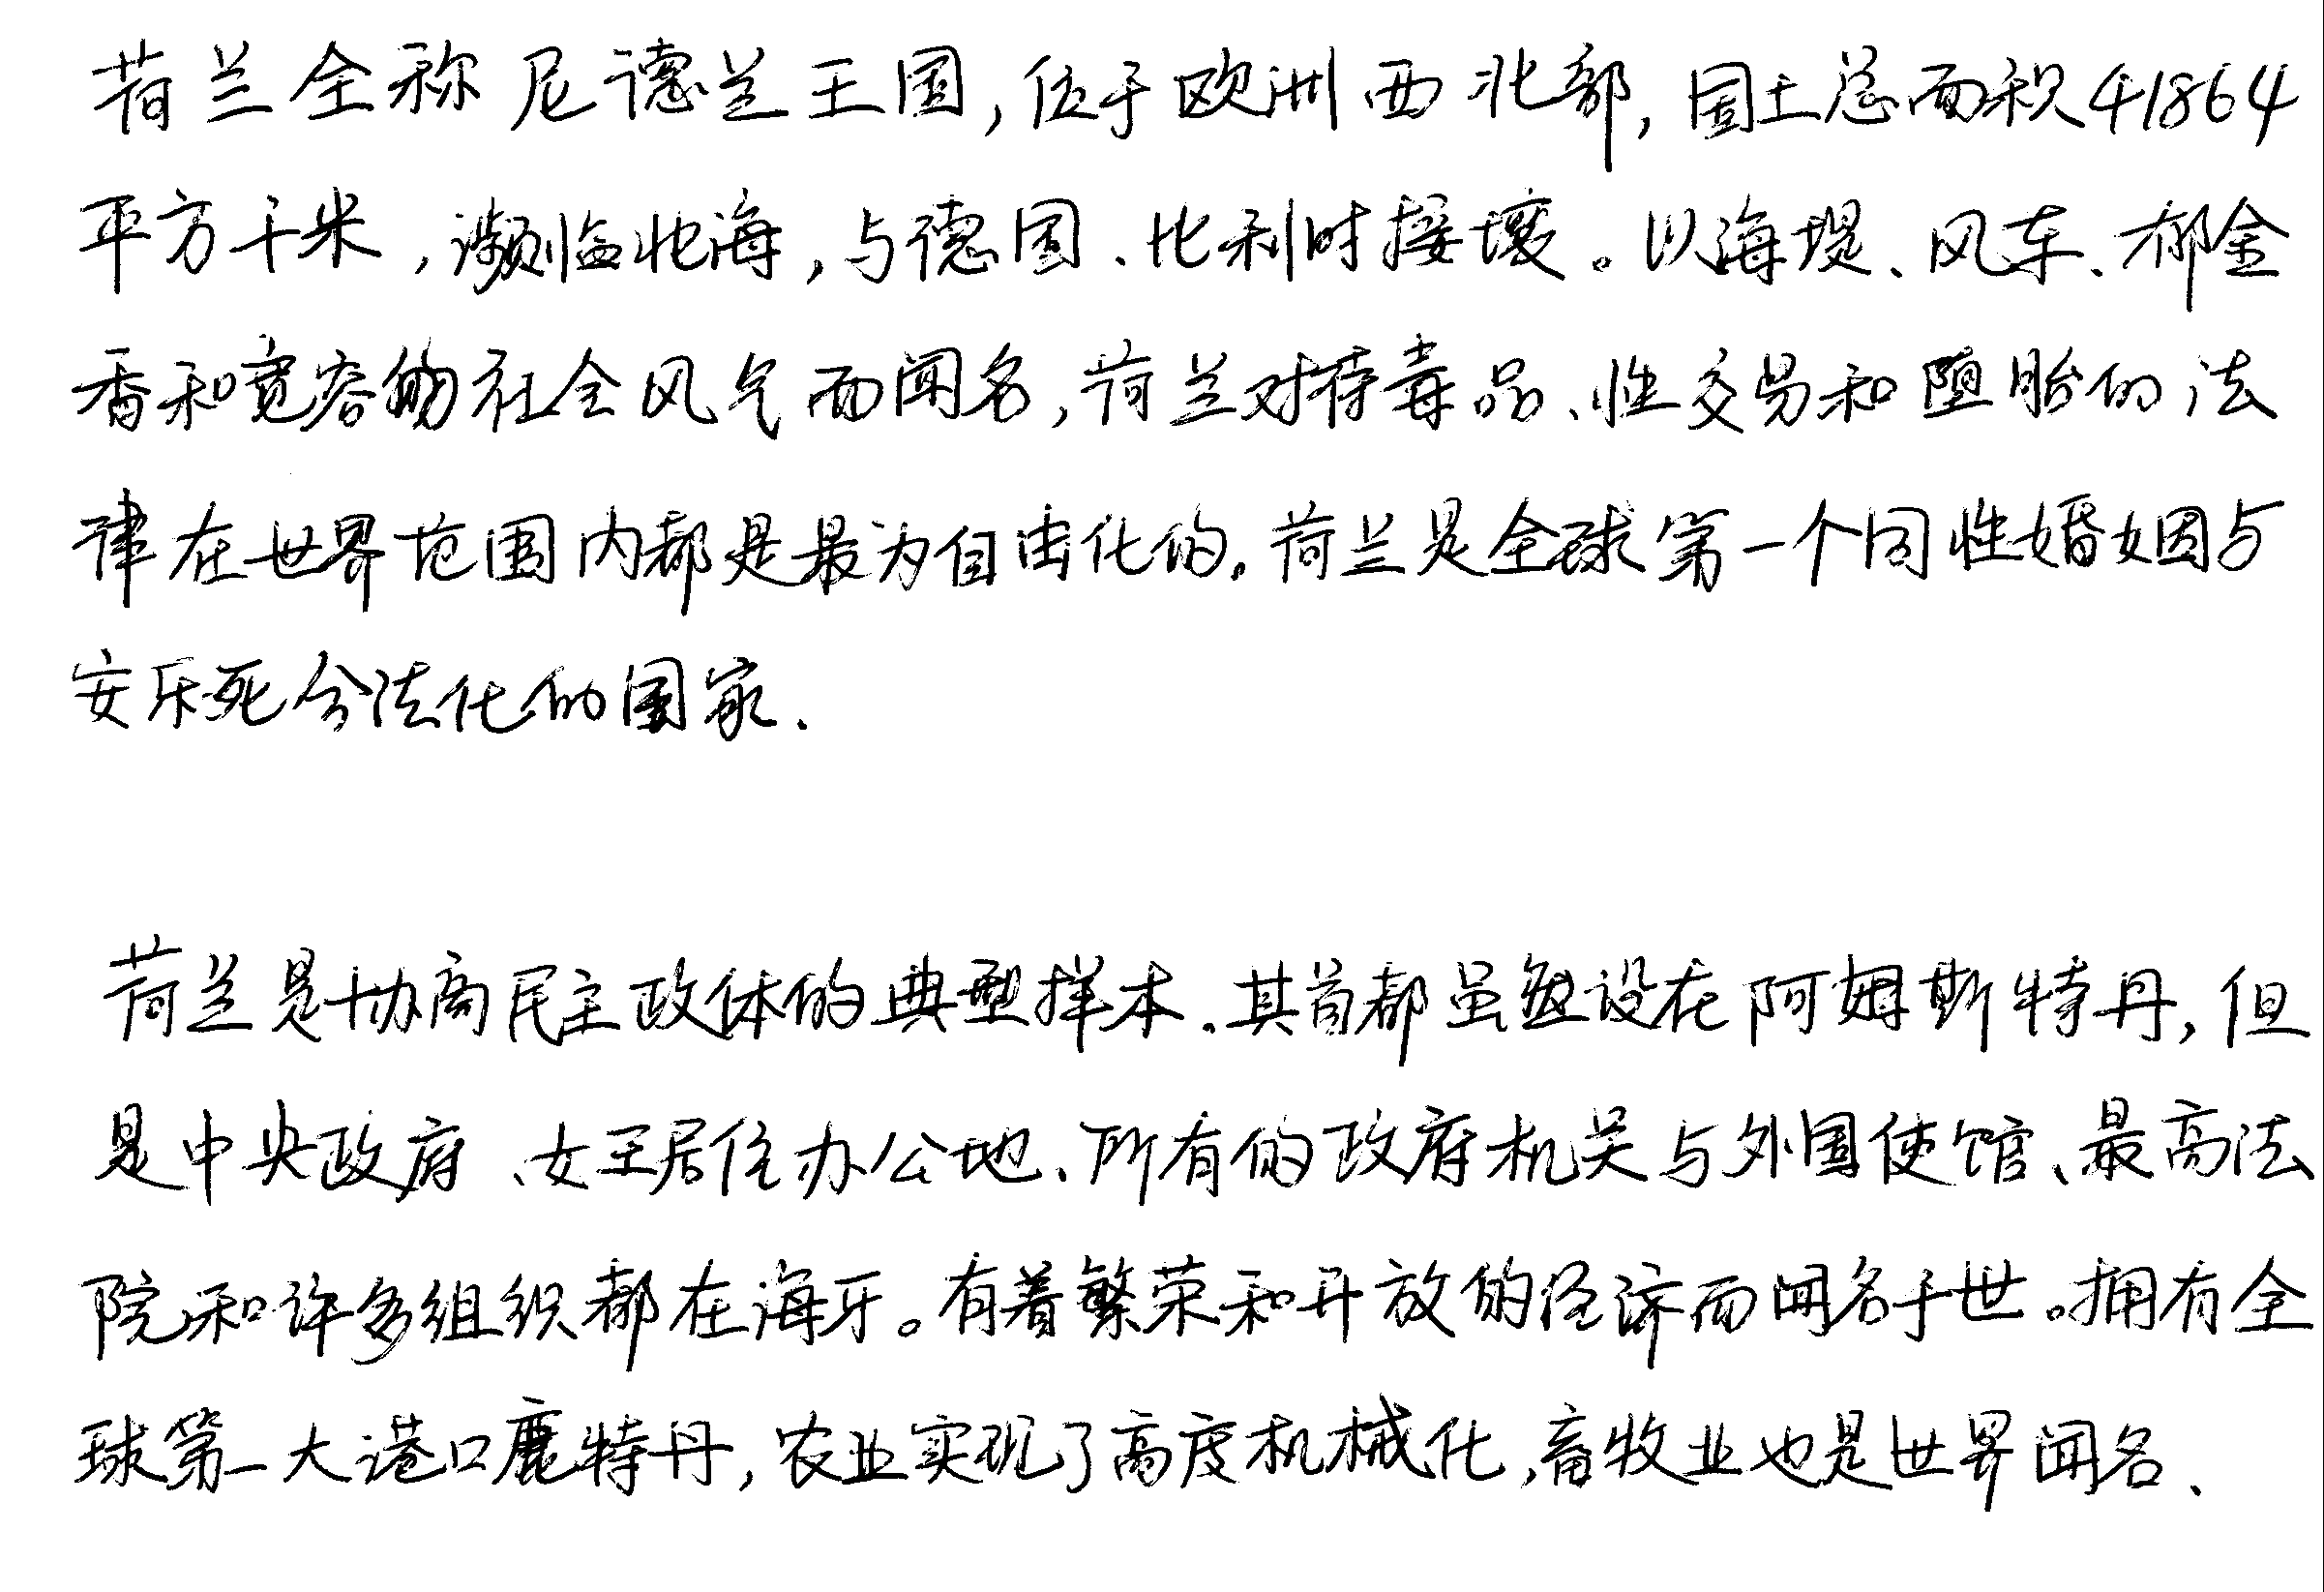 荷兰全称尼德兰王国,位于欧洲西北部,国土总面积41864
平方千米,濒临北海,与德国、比利时接壤。以海堤、风车、郁金
香和宽容的社会风气而闻名,荷兰对待毒品、性交易和堕胎的法
律在世界范围内都是最为自由化的。荷兰是全球第一个同性婚姻与
安乐死合法化的国家.

荷兰是协商民主政体的典型样本.其首都虽然设在阿姆斯特丹,但
是中央政府、女王居住办公地、所有的政府机关与外国使馆、最高法
院和许多组织都在海牙。有着繁荣和开放的经济而闻名于世。拥有全
球第一大港口鹿特丹,农业实现了高度机械化,畜牧业也是世界闻名.